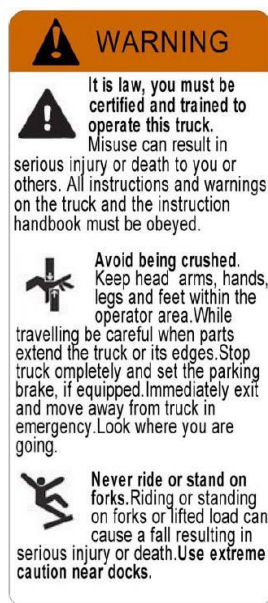 WARNING
It is law, you must be
certified and trained to
operate this truck.
Misuse can result in
serious injury or death to you or
others. All instructions and warnings
on the truck and the instruction
handbook must be obeyed.
Avoid being crushed.
Keep head arms, hands,
legs and feet within the
operator area.While
travelling be careful when parts
extend the truck or its edges.Stop
truck ompletely and set the parking
brake, if equipped.Immediately exit
and move away from truck in
emergency.Look where you are
going.
Never ride or stand on
forks.Riding or standing
on forks or lifted load can
cause a fall resulting in
serious injury or death.Use extreme
caution near docks.